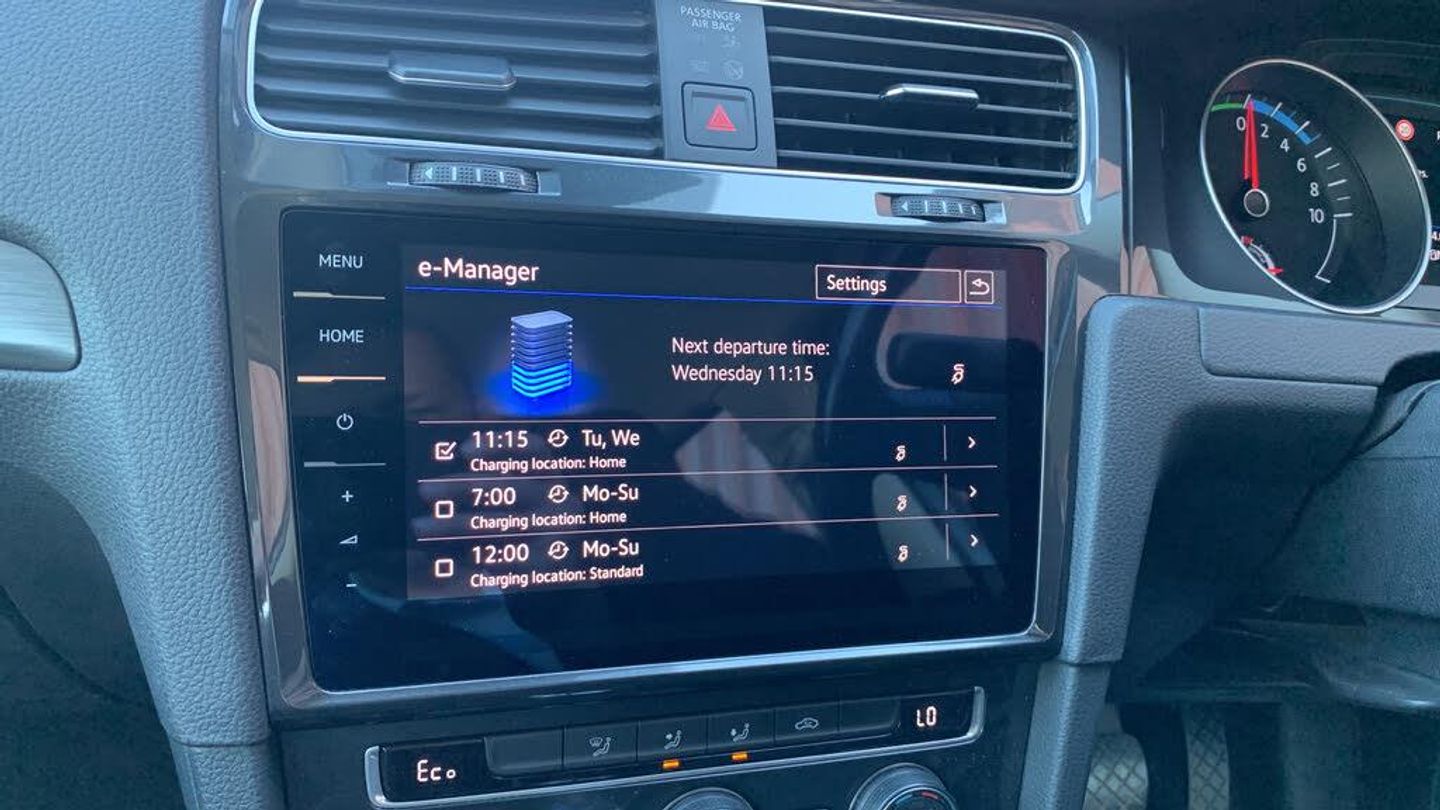 PASSENGER
AIR BAG
MENU
HOME
+
-
e-Manager
Settings
Next departure time:
Wednesday 11:15
11:15 Tu, We
Charging location: Home
7:00 Mo-Su
Charging location: Home
12:00 Mo-Su
Charging location: Standard
0
2
4
6
8
10
Eco
LO